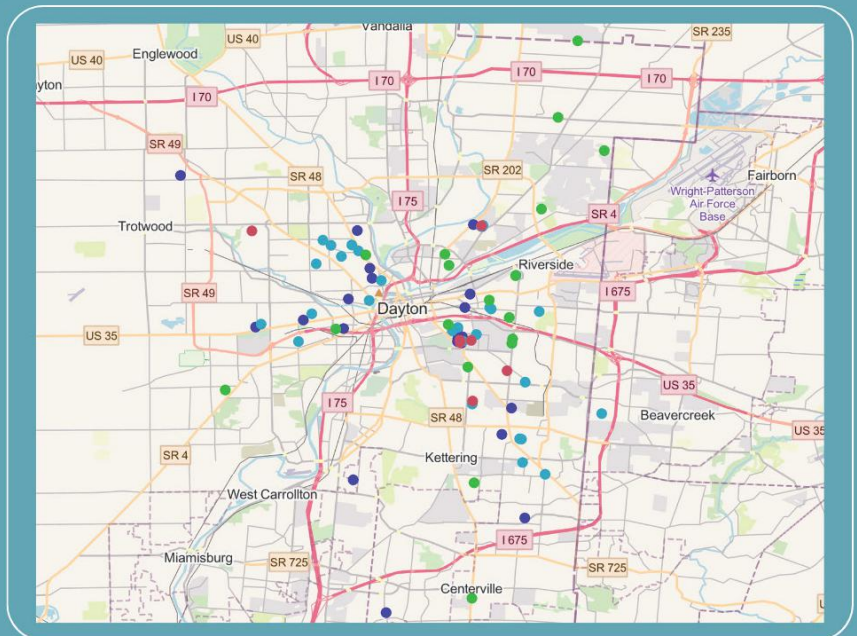 Vandalia
US 40
SR 235
Englewood
US 40
I 70
I 70
I 70
yton
I 70
SR 49
SR 48
SR 202
Fairborn
Wright-Patterson
Air Force
Base
I 75
SR 4
Trotwood
Riverside
SR 49
I 675
Dayton
US 35
US 35
I 75
SR 48
Beavercreek
US 35
SR 4
Kettering
West Carrollton
I 675
Miamisburg
SR 725
SR 725
Centerville